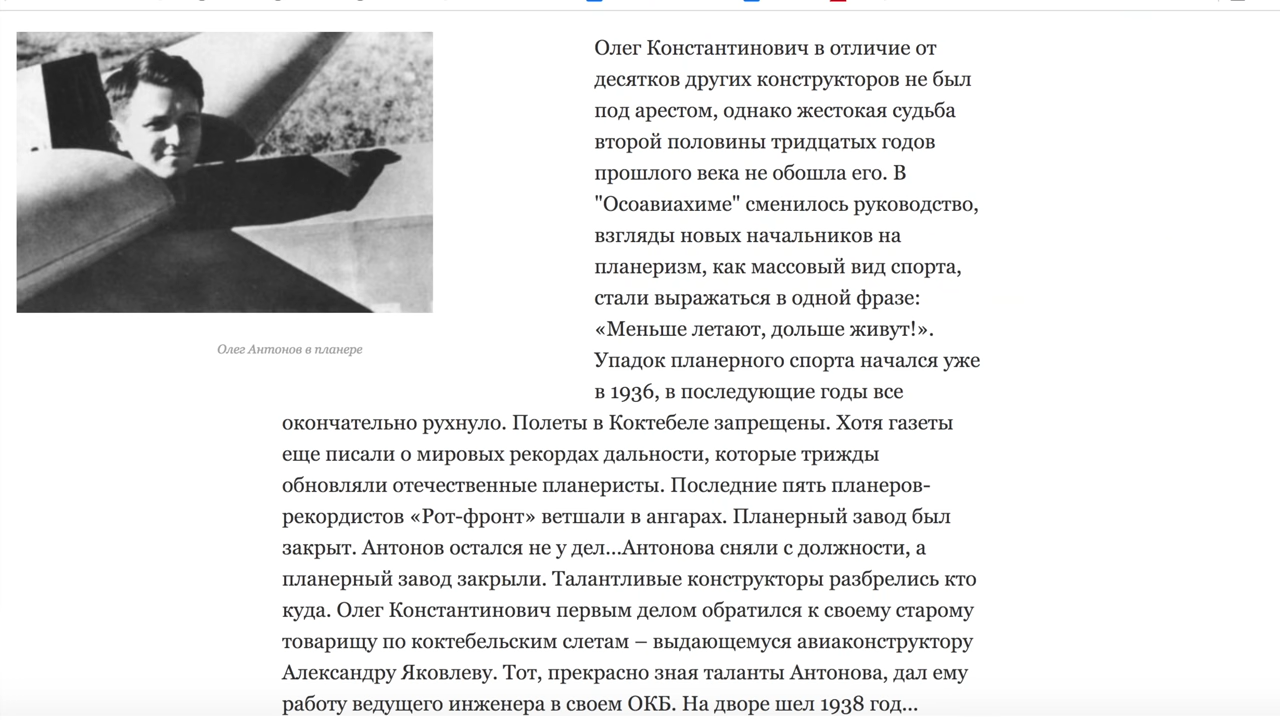 Олег Константинович в отличие от
десятков других конструкторов не был
под арестом, однако жестокая судьба
второй половины тридцатых годов
прошлого века не обошла его. В
"Осоавиахиме" сменилось руководство,
взгляды новых начальников на
планеризм, как массовый вид спорта,
стали выражаться в одной фразе:
«Меньше летают, дольше живут!».
Олег Антонов в планере
Упадок планерного спорта начался уже
в 1936, в последующие годы все
окончательно рухнуло. Полеты в Коктебеле запрещены. Хотя газеты
еще писали о мировых рекордах дальности, которые трижды
обновляли отечественные планеристы. Последние пять планеров-
рекордистов «Рот-фронт» ветшали в ангарах. Планерный завод был
закрыт. Антонов остался не у дел...Антонова сняли с должности, а
планерный завод закрыли. Талантливые конструкторы разбрелись кто
куда. Олег Константинович первым делом обратился к своему старому
товарищу по коктебельским слетам – выдающемуся авиаконструктору
Александру Яковлеву. Тот, прекрасно зная таланты Антонова, дал ему
работу ведущего инженера в своем ОКБ. На дворе шел 1938 год...